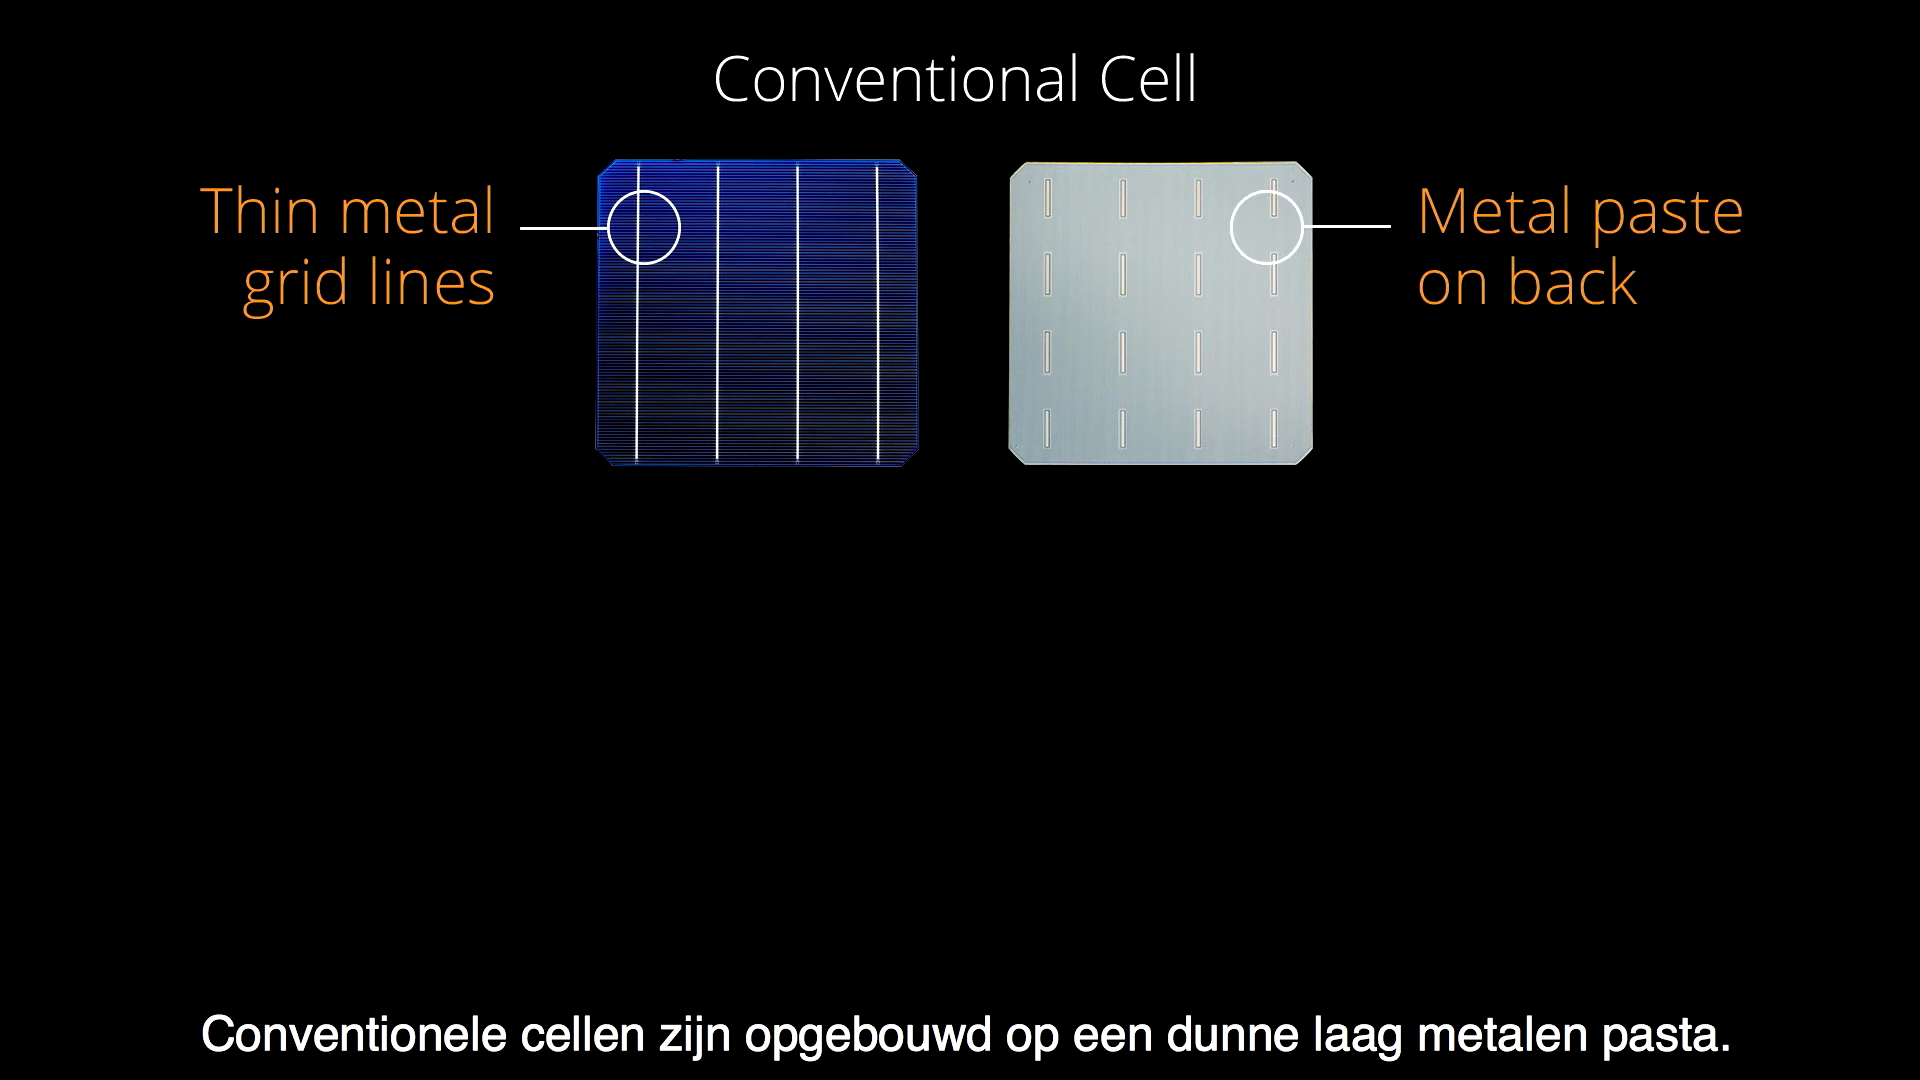 Conventional Cell
Thin metal
grid lines
Metal paste
on back
Conventionele cellen zijn opgebouwd op een dunne laag metalen pasta.